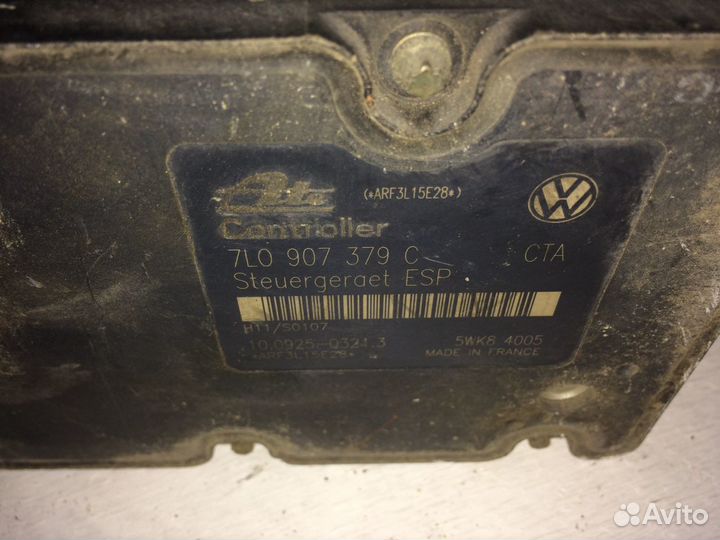 Ate (*ARF3L15E28*)
Controller
7L0 907 379 C CTA
Steuergeraet ESP
H11/S0107
10.0925-0324.3 5WK8 4005
*ARF3L15E28* MADE IN FRANCE
Avito